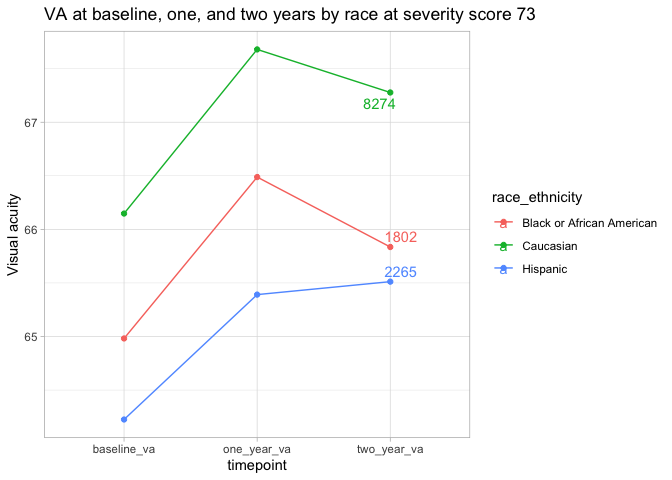 VA at baseline, one, and two years by race at severity score 73
67
66
65
Visual acuity
8274
1802
2265
baseline_va
one_year_va
two_year_va
timepoint
race_ethnicity
a Black or African American
a Caucasian
a Hispanic